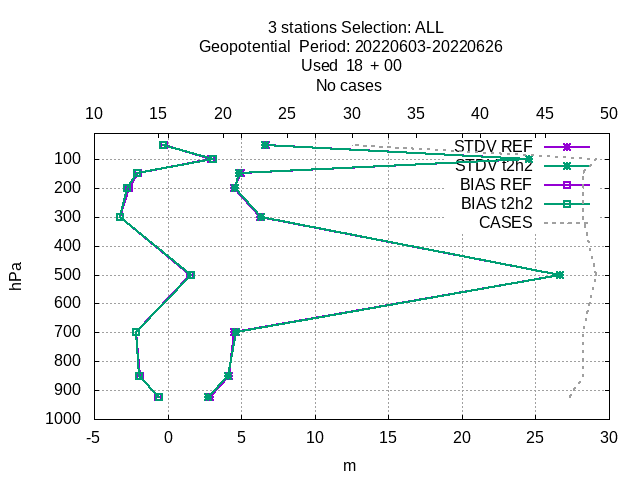 3 stations Selection: ALL
Geopotential  Period: 20220603-20220626
Used  18  + 00
No cases
10 15 20 25 30 35 40 45 50
STDV REF
STDV t2h2
BIAS REF
BIAS t2h2
CASES
hPa
100
200
300
400
500
600
700
800
900
1000
-5 0 5 10 15 20 25 30
m